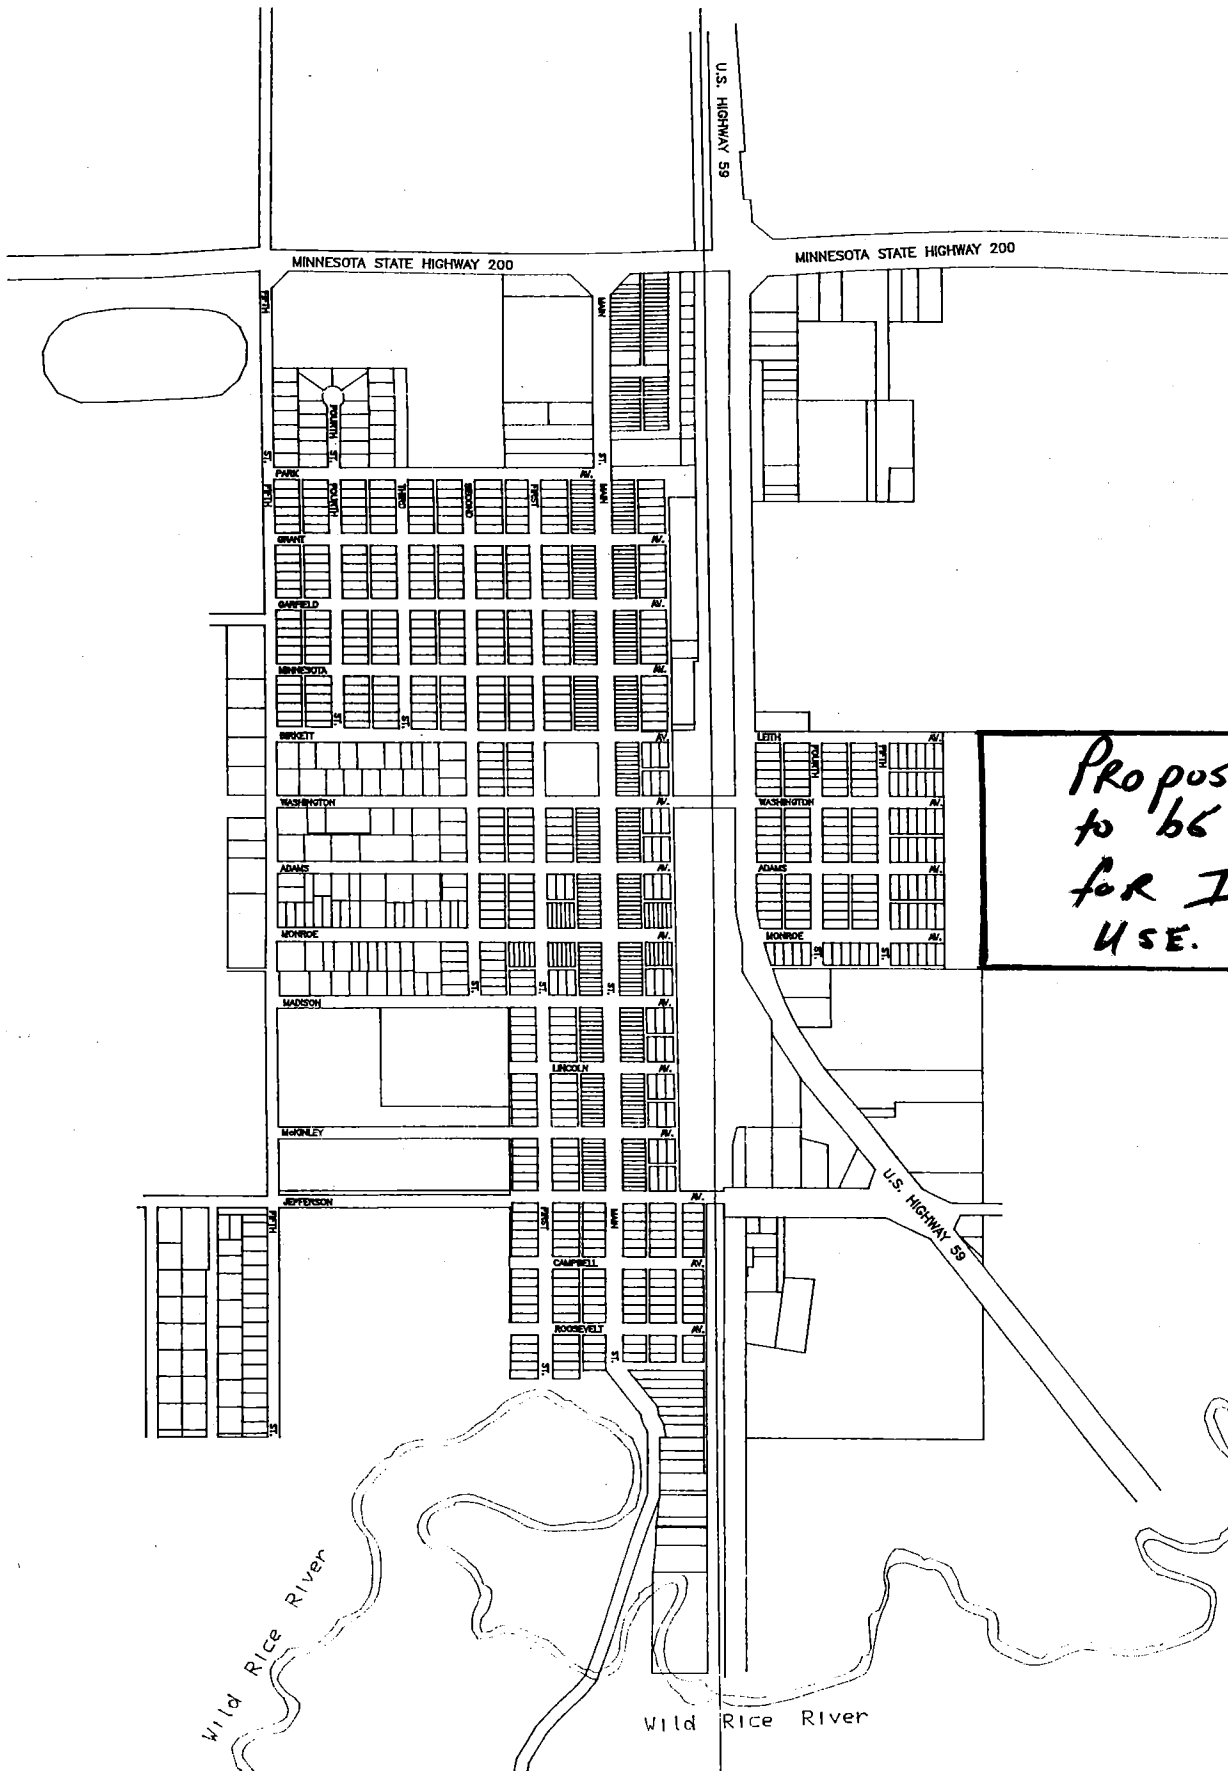 U.S. HIGHWAY 59
MINNESOTA STATE HIGHWAY 200
MINNESOTA STATE HIGHWAY 200
FIFTH
MAIN
FOURTH ST.
ST.
ST.
PARK
AV.
FIFTH
FOURTH
THIRD
SECOND
FIRST
MAIN
GRANT
AV.
GARFIELD
AV.
MINNESOTA
AV.
ST.
ST.
BIRKETT
AV.
LEITH
AV.
FOURTH
FIFTH
WASHINGTON
AV.
WASHINGTON
AV.
ADAMS
AV.
ADAMS
AV.
MONROE
AV.
MONROE
AV.
ST.
ST.
ST.
ST.
ST.
MADISON
AV.
LINCOLN
AV.
McKINLEY
AV.
JEFFERSON
AV.
FIFTH
FIRST
MAIN
U.S. HIGHWAY 59
CAMPBELL
AV.
ROOSEVELT
AV.
ST.
ST.
ST.
PROpos
to b6
foR I
USE.
Wild Rice River
Wild Rice River